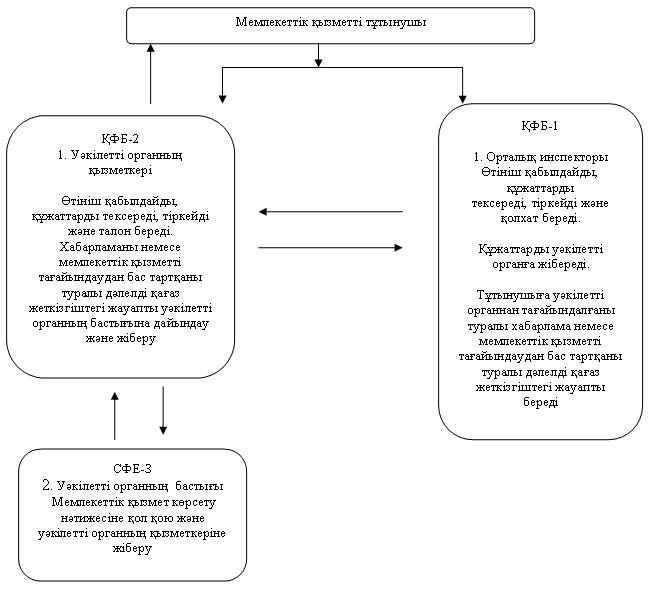 Мемлекеттік қызметті тұтынушы
ҚФБ-2
1. Уәкілетті органның
қызметкері
Өтініш қабылдайды,
құжаттарды тексереді, тіркейді
және талон береді.
Хабарламаны немесе
мемлекеттік қызметті
тағайындаудан бас тартқаны
туралы дәлелді қағаз
жеткізгіштегі жауапты уәкілетті
органның бастығына дайындау
және жіберу
ҚФБ-1
1. Орталық инспекторы
Өтініш қабылдайды,
құжаттарды
тексереді, тіркейді және
қолхат береді.
Құжаттарды уәкілетті
органға жібереді.
Тұтынушыға уәкілетті
органнан тағайындалғаны
туралы хабарлама немесе
мемлекеттік қызметті
тағайындаудан бас тартқаны
туралы дәлелді қағаз
жеткізгіштегі жауапты
береді
СФЕ-3
2. Уәкілетті органның бастығы
Мемлекеттік қызмет көрсету
нәтижесіне қол қою және
уәкілетті органның қызметкеріне
жіберу